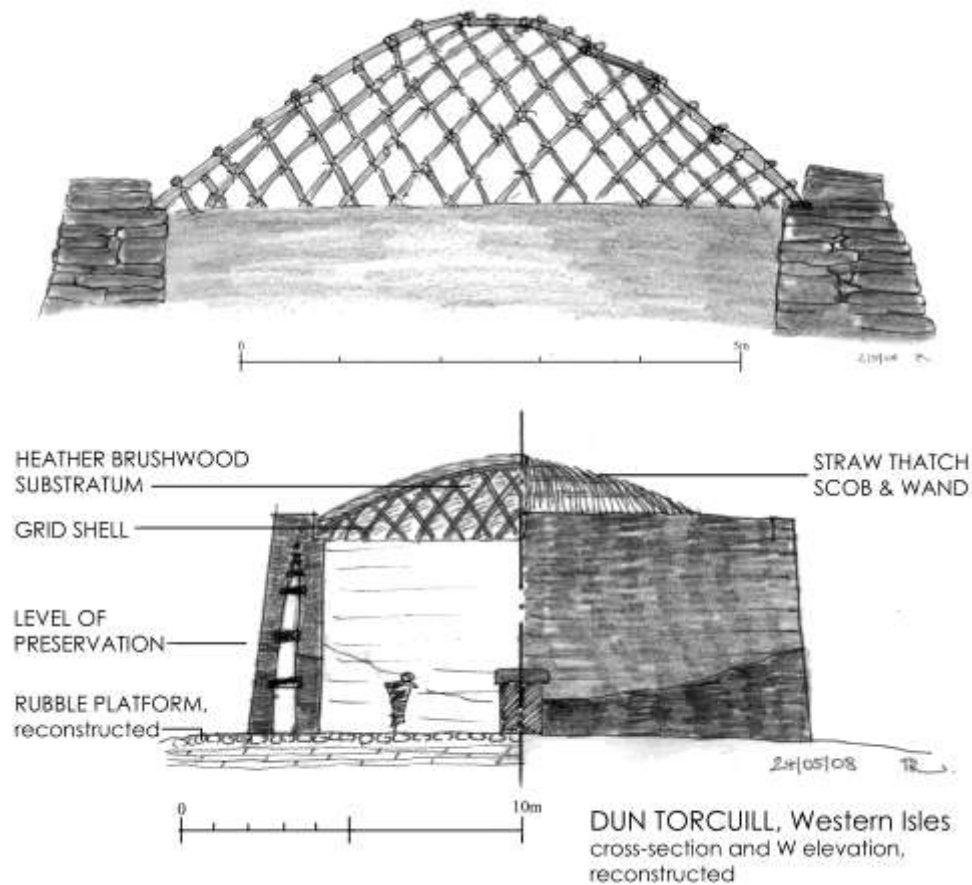 0 5m
HEATHER BRUSHWOOD
SUBSTRATUM
GRID SHELL
LEVEL OF
PRESERVATION
RUBBLE PLATFORM,
reconstructed
STRAW THATCH
SCOB & WAND
24/05/08
0 10m
DUN TORCUILL, Western Isles
cross-section and W elevation,
reconstructed